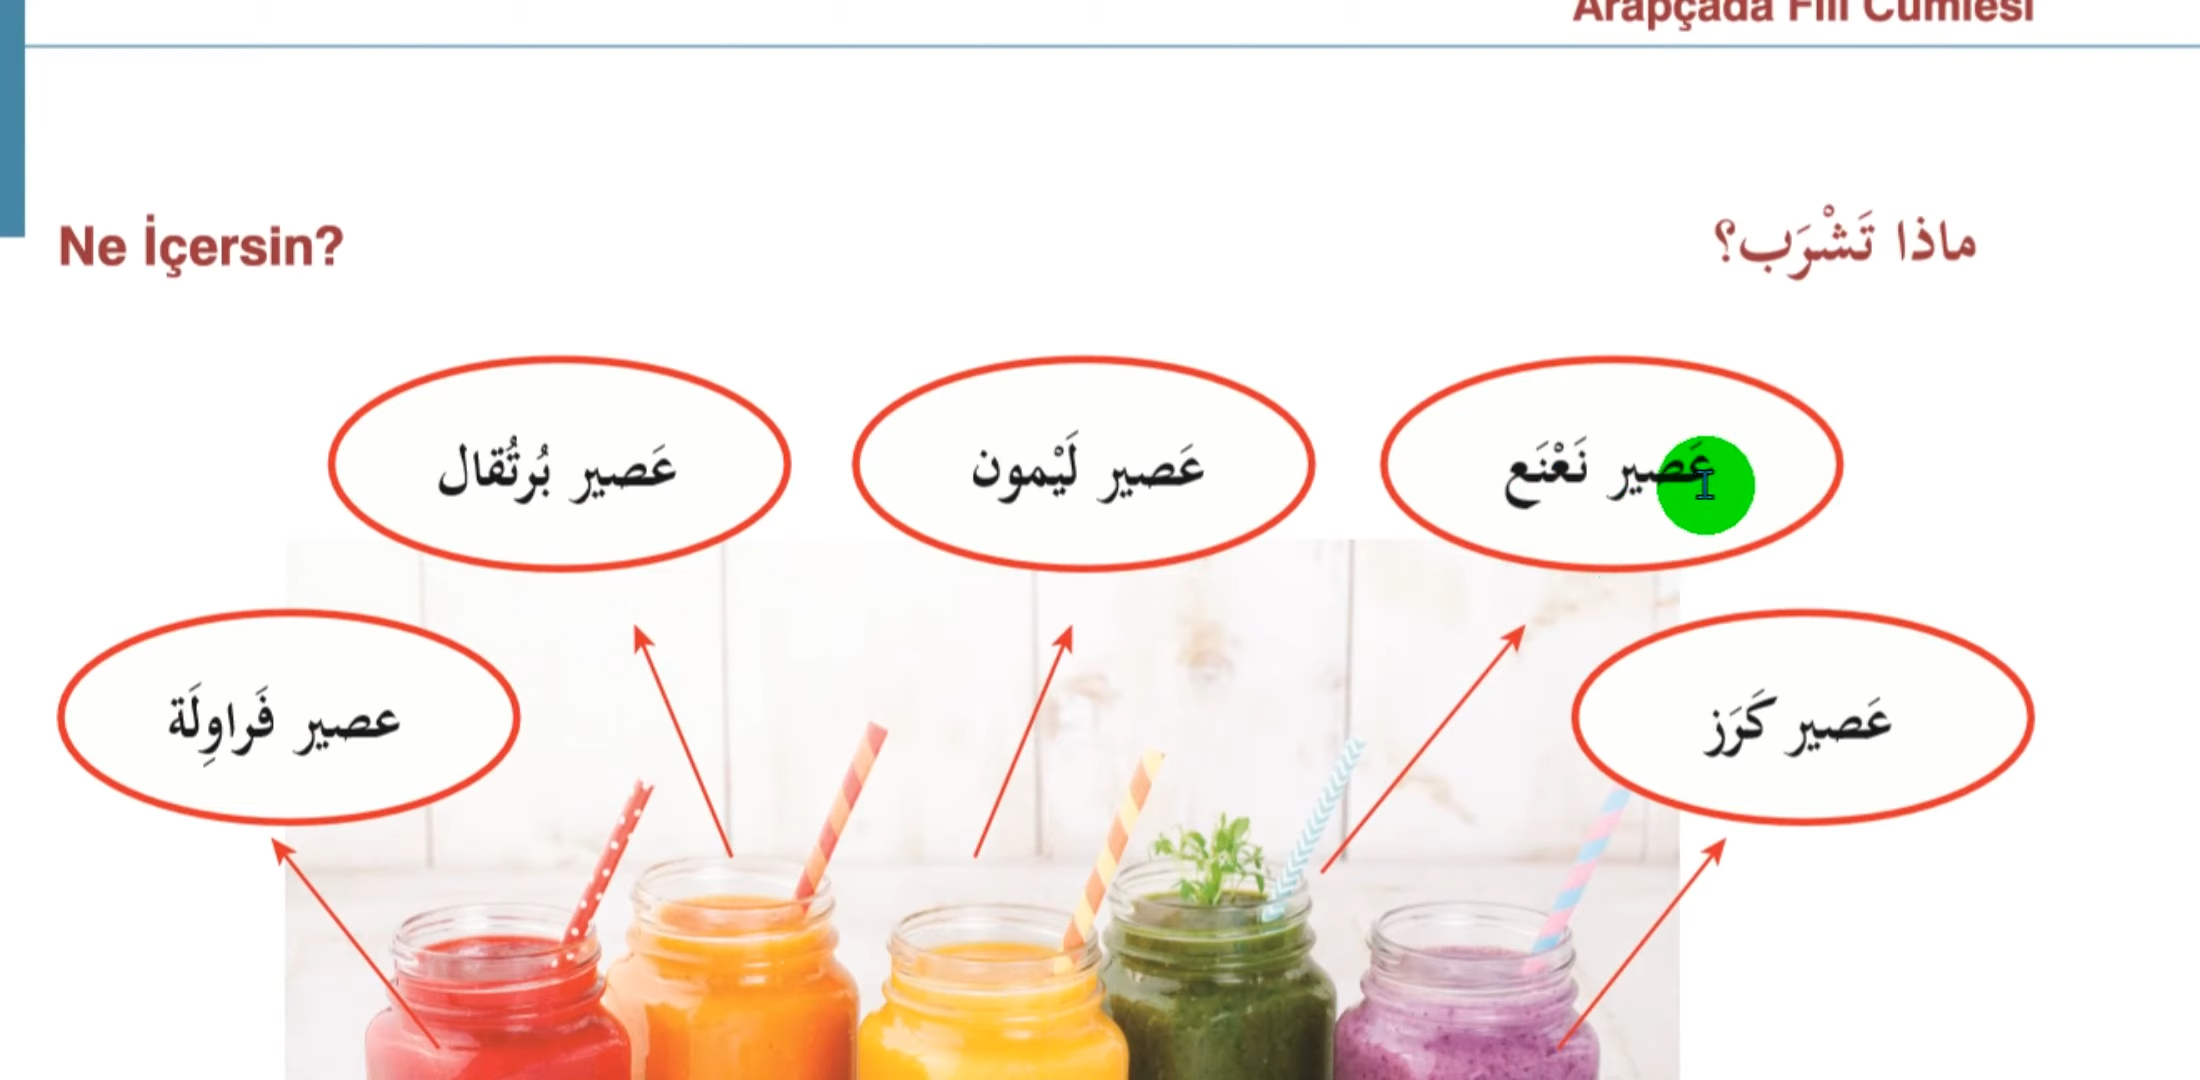 Arapçada Fiil Cümlesi
Ne İçersin?
ماذا تَشْرَب؟
عَصير بُرتُقال
عَصير لَيْمون
عَصير نَعْنَع
عصير فَراوِلَة
عَصير كَرَز